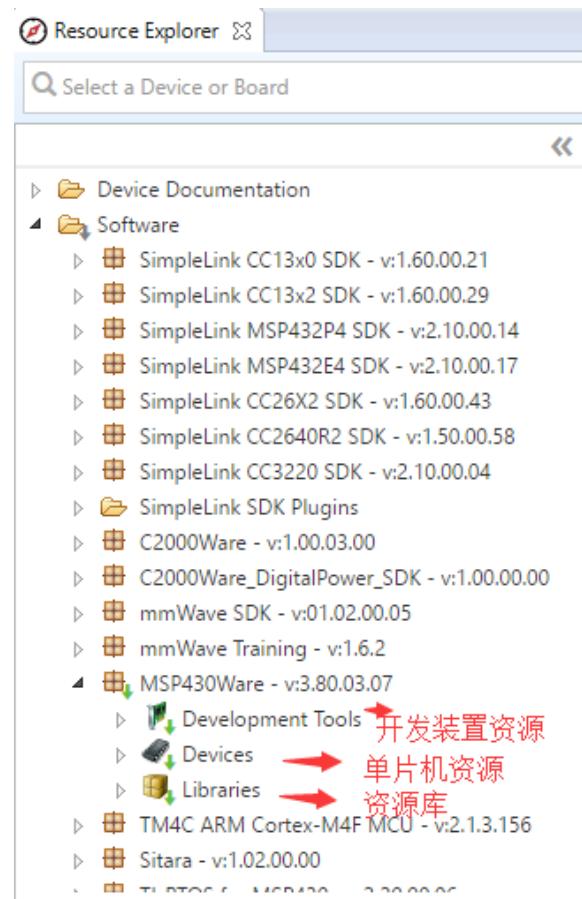 Resource Explorer
Select a Device or Board
Device Documentation
Software
SimpleLink CC13x0 SDK - v:1.60.00.21
SimpleLink CC13x2 SDK - v:1.60.00.29
SimpleLink MSP432P4 SDK - v:2.10.00.14
SimpleLink MSP432E4 SDK - v:2.10.00.17
SimpleLink CC26X2 SDK - v:1.60.00.43
SimpleLink CC2640R2 SDK - v:1.50.00.58
SimpleLink CC3220 SDK - v:2.10.00.04
SimpleLink SDK Plugins
C2000Ware - v:1.00.03.00
C2000Ware_DigitalPower_SDK - v:1.00.00.00
mmWave SDK - v:01.02.00.05
mmWave Training - v:1.6.2
MSP430Ware - v:3.80.03.07
Development Tools 开发装置资源
Devices 单片机资源
Libraries 资源库
TM4C ARM Cortex-M4F MCU - v:2.1.3.156
Sitara - v:1.02.00.00